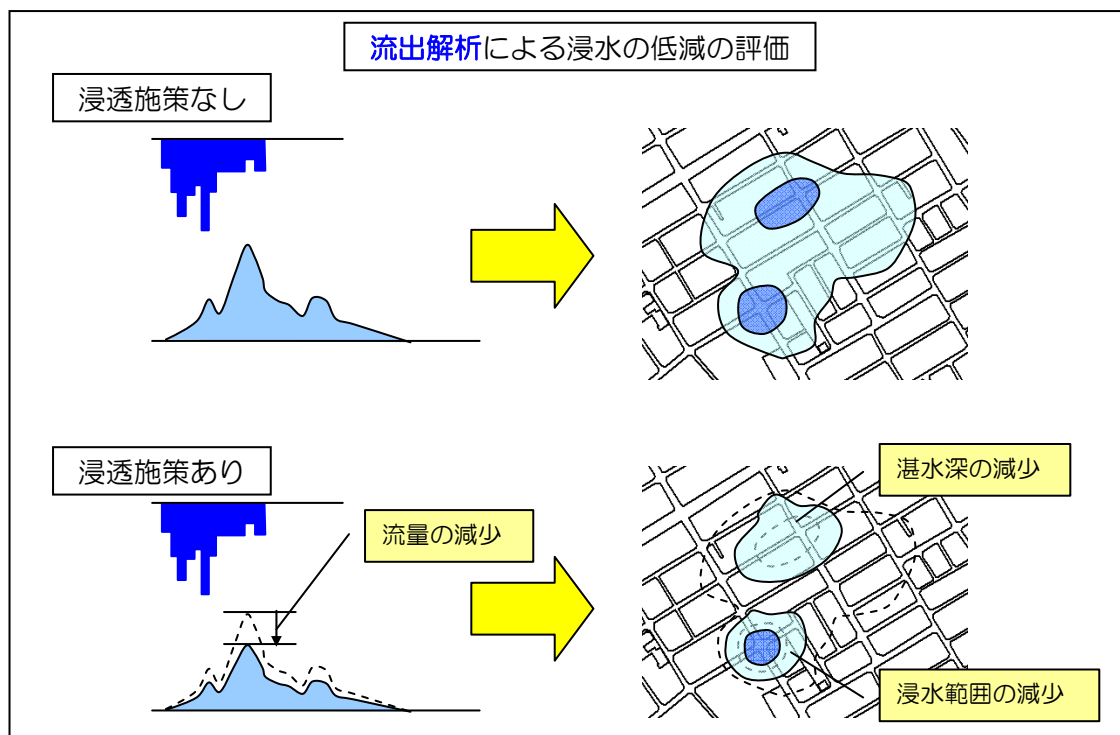 流出解析による浸水の低減の評価
浸透施策なし
浸透施策あり
流量の減少
湛水深の減少
浸水範囲の減少